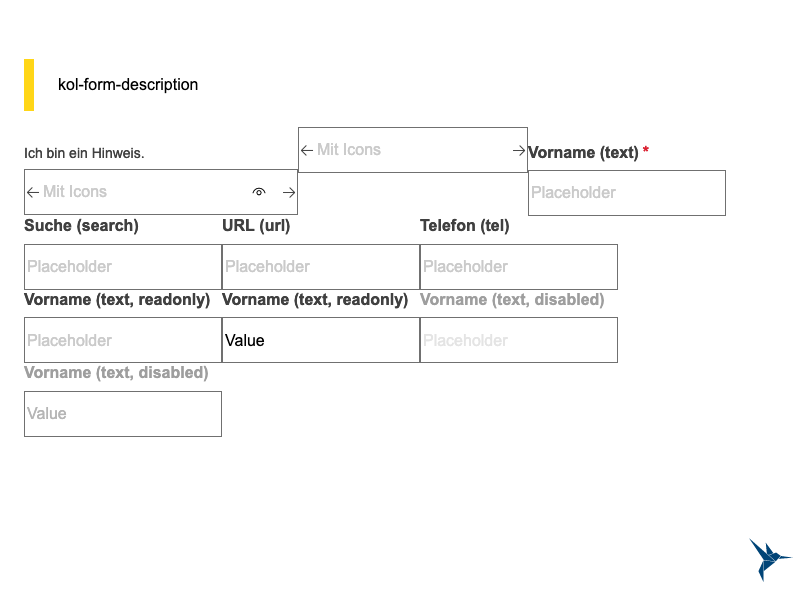 kol-form-description
Ich bin ein Hinweis.
Mit Icons
Vorname (text) *
Mit Icons
Placeholder
Suche (search) URL (url) Telefon (tel)
Placeholder Placeholder Placeholder
Vorname (text, readonly) Vorname (text, readonly) Vorname (text, disabled)
Placeholder Value Placeholder
Vorname (text, disabled)
Value